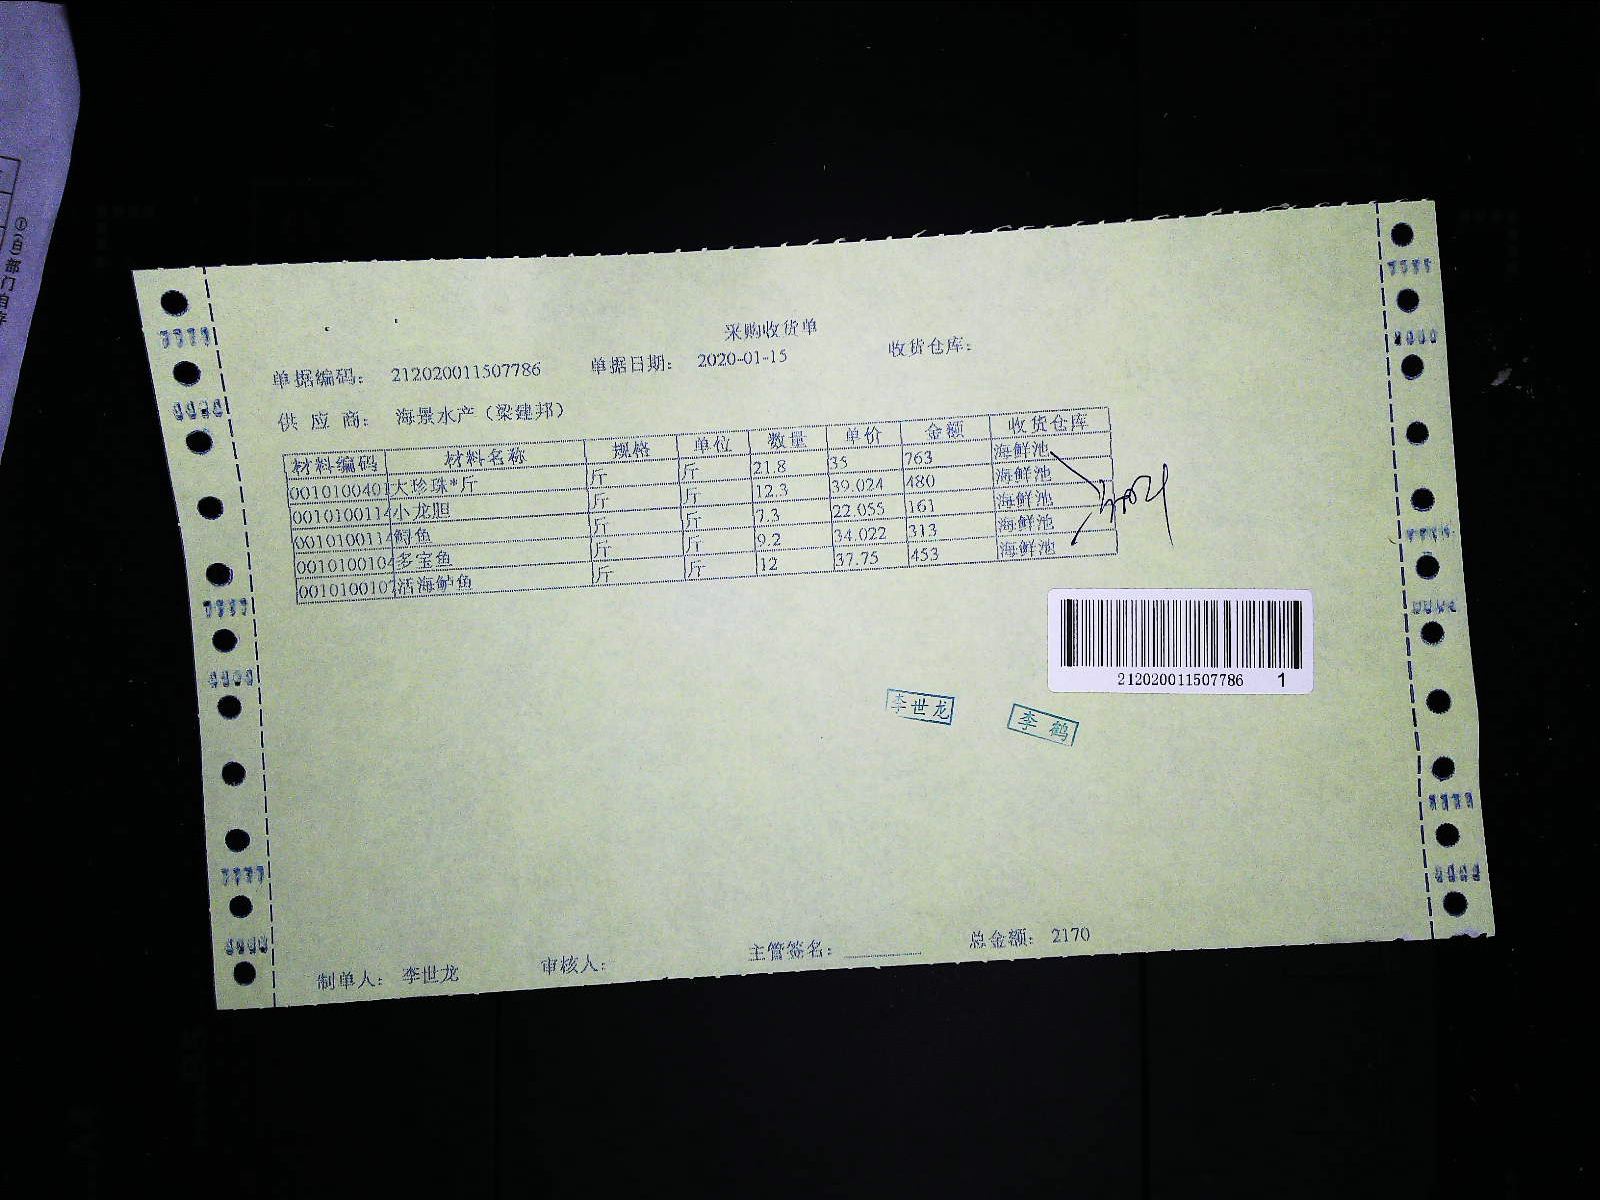 ①(白)部门自存
采购收货单
单据编码: 212020011507786 单据日期: 2020-01-15 收货仓库:
供 应 商: 海景水产（梁建邦）
材料编码 材料名称 规格 单位 数量 单价 金额 收货仓库
0010100401 大珍珠*斤 斤 斤 21.8 35 763 海鲜池
0010100114 小龙胆 斤 斤 12.3 39.024 480 海鲜池
0010100114 鲟鱼 斤 斤 7.3 22.055 161 海鲜池
0010100104 多宝鱼 斤 斤 9.2 34.022 313 海鲜池
0010100107 活海鲈鱼 斤 斤 12 37.75 453 海鲜池
212020011507786 1
李世龙 李鹤
制单人: 李世龙 审核人: 主管签名: 总金额: 2170